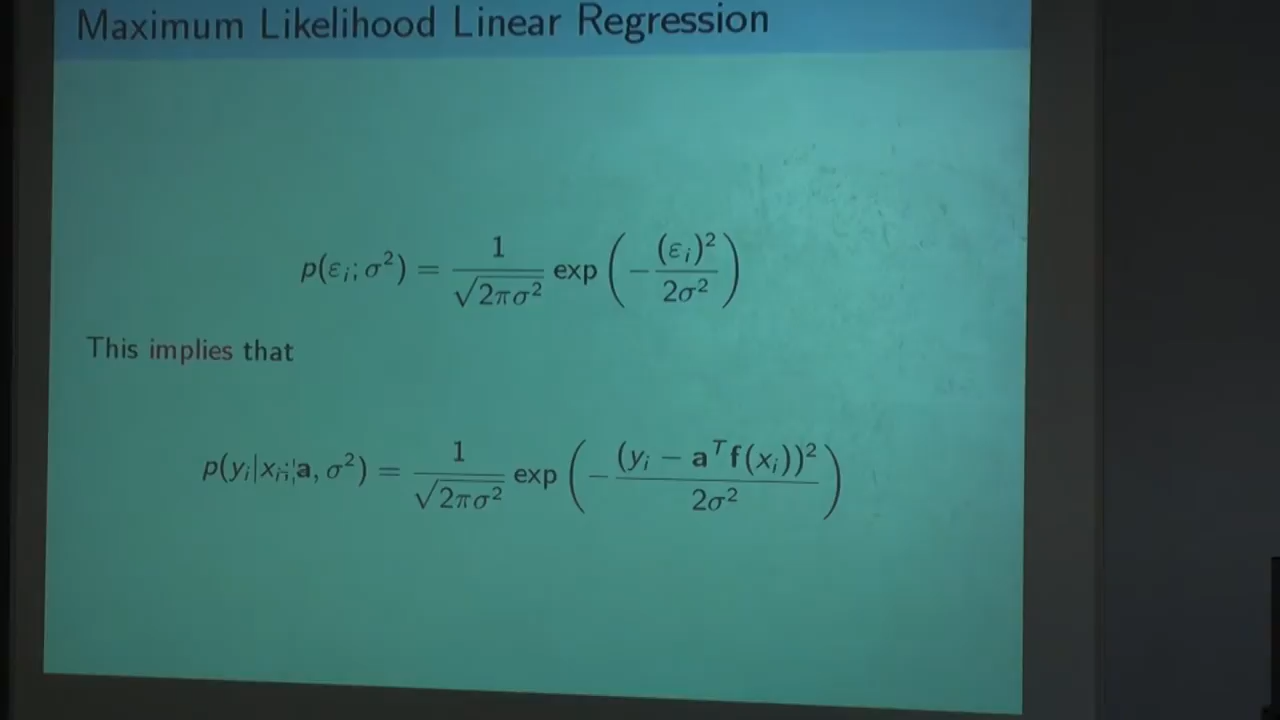 Maximum Likelihood Linear Regression
p(εᵢ; σ²) = 1/√(2πσ²) exp(−(εᵢ)²/2σ²)
This implies that
p(yᵢ|xᵢ; a, σ²) = 1/√(2πσ²) exp(−(yᵢ − aᵀf(xᵢ))²/2σ²)